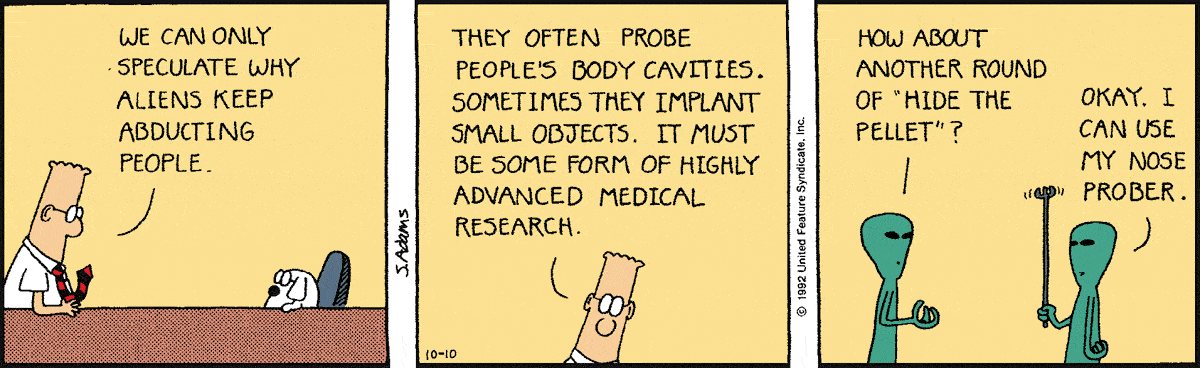 WE CAN ONLY
SPECULATE WHY
ALIENS KEEP
ABDUCTING
PEOPLE.
THEY OFTEN PROBE
PEOPLE'S BODY CAVITIES.
SOMETIMES THEY IMPLANT
SMALL OBJECTS. IT MUST
BE SOME FORM OF HIGHLY
ADVANCED MEDICAL
RESEARCH.
S. Adams
10-10
© 1992 United Feature Syndicate, Inc.
HOW ABOUT
ANOTHER ROUND
OF "HIDE THE
PELLET"?
OKAY. I
CAN USE
MY NOSE
PROBER.